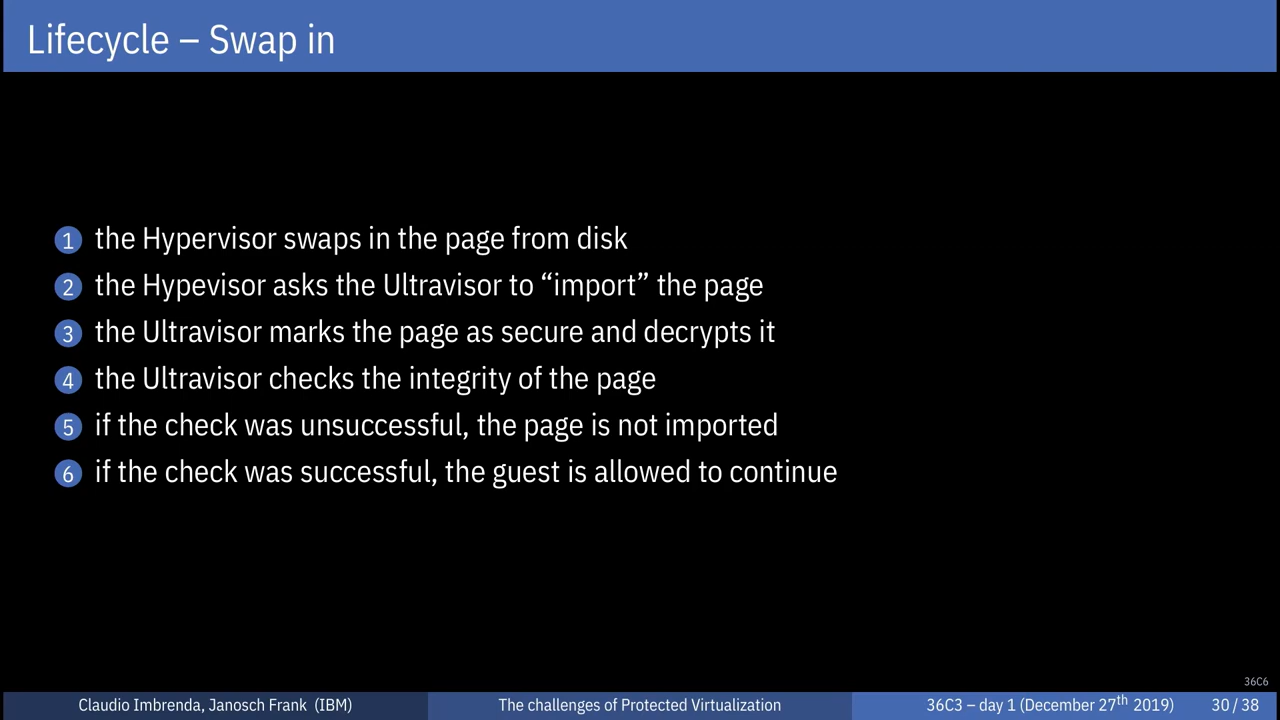 Lifecycle – Swap in
1 the Hypervisor swaps in the page from disk
2 the Hypevisor asks the Ultravisor to “import” the page
3 the Ultravisor marks the page as secure and decrypts it
4 the Ultravisor checks the integrity of the page
5 if the check was unsuccessful, the page is not imported
6 if the check was successful, the guest is allowed to continue
36C6
Claudio Imbrenda, Janosch Frank (IBM) The challenges of Protected Virtualization 36C3 – day 1 (December 27th 2019) 30 / 38